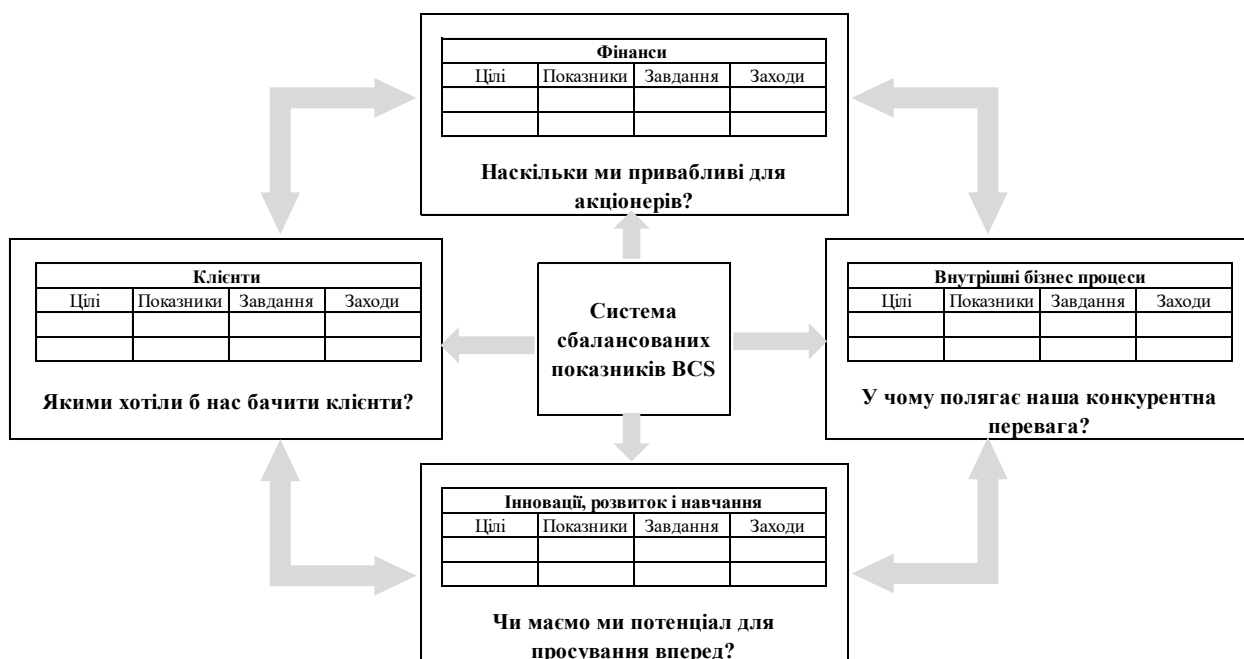 Фінанси
Цілі Показники Завдання Заходи
Наскільки ми привабливі для
акціонерів?
Клієнти
Цілі Показники Завдання Заходи
Якими хотіли б нас бачити клієнти?
Система
сбалансованих
показників BCS
Внутрішні бізнес процеси
Цілі Показники Завдання Заходи
У чому полягає наша конкурентна
перевага?
Інновації, розвиток і навчання
Цілі Показники Завдання Заходи
Чи маємо ми потенціал для
просування вперед?